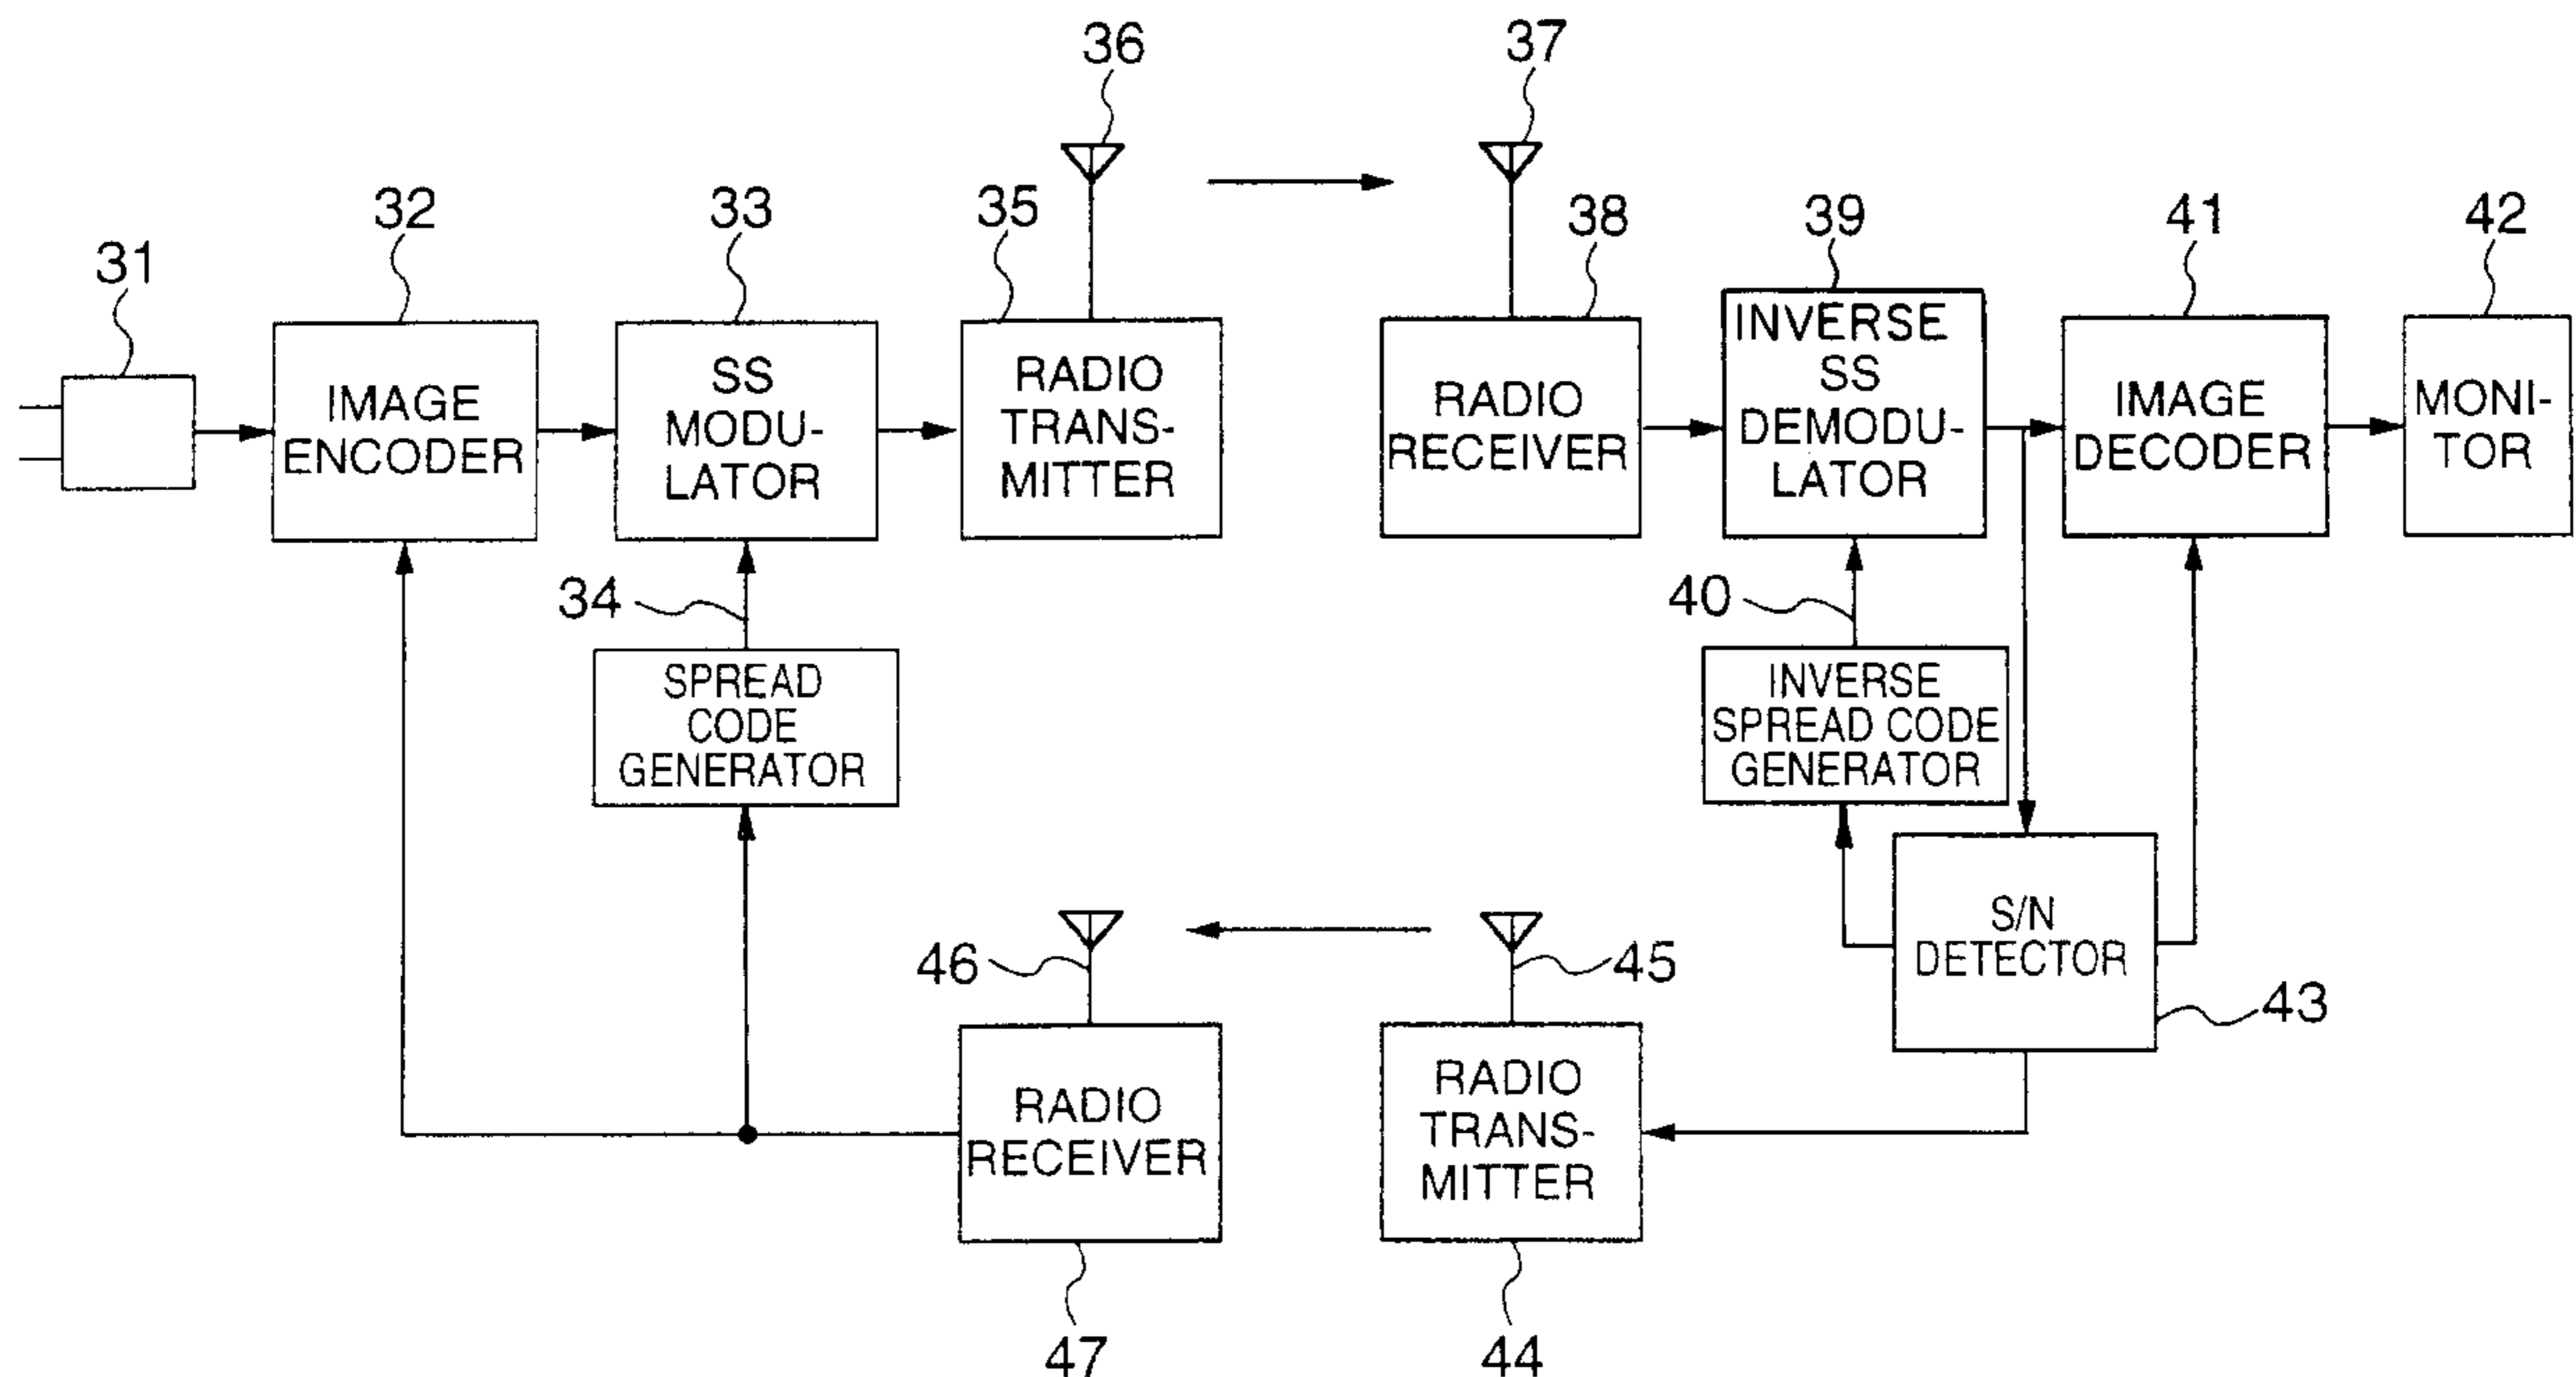 36
37
32
33
35
38
39
41
42
31
IMAGE
ENCODER
SS
MODU-
LATOR
RADIO
TRANS-
MITTER
RADIO
RECEIVER
INVERSE
SS
DEMODU-
LATOR
IMAGE
DECODER
MONI-
TOR
34
40
SPREAD
CODE
GENERATOR
INVERSE
SPREAD CODE
GENERATOR
46
45
S/N
DETECTOR
43
RADIO
RECEIVER
RADIO
TRANS-
MITTER
47
44